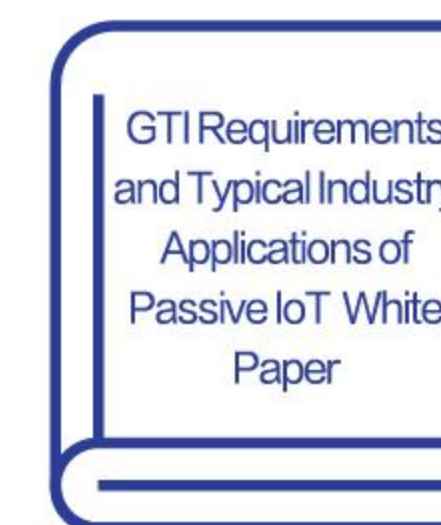 GTI Requirements
and Typical Industry
Applications of
Passive IoT White
Paper